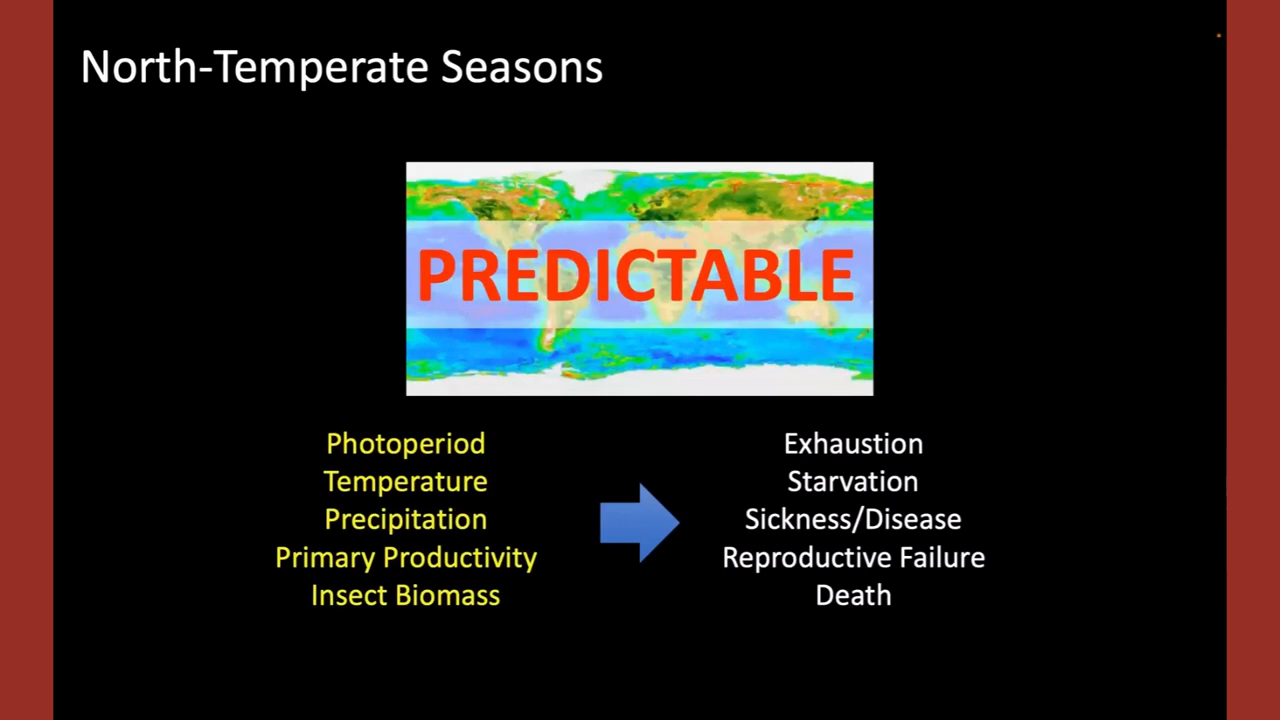 North-Temperate Seasons
PREDICTABLE
Photoperiod
Temperature
Precipitation
Primary Productivity
Insect Biomass
Exhaustion
Starvation
Sickness/Disease
Reproductive Failure
Death